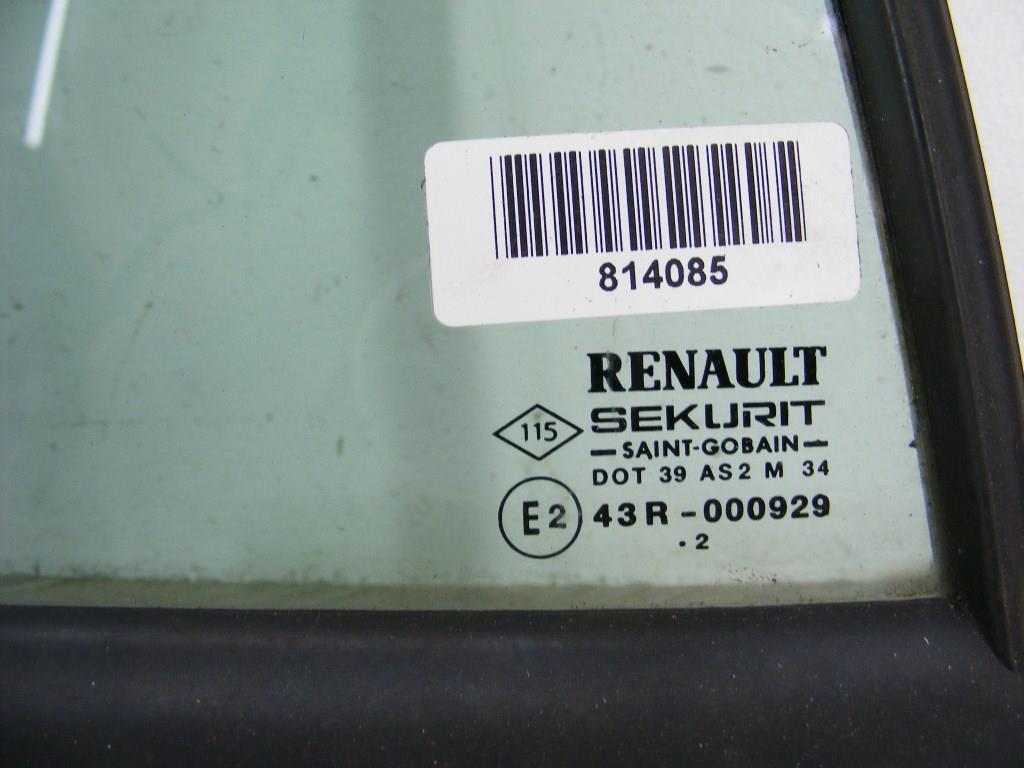 814085
RENAULT
115
SEKURIT
SAINT-GOBAIN
DOT 39 AS2 M 34
E2 43R-000929
.2